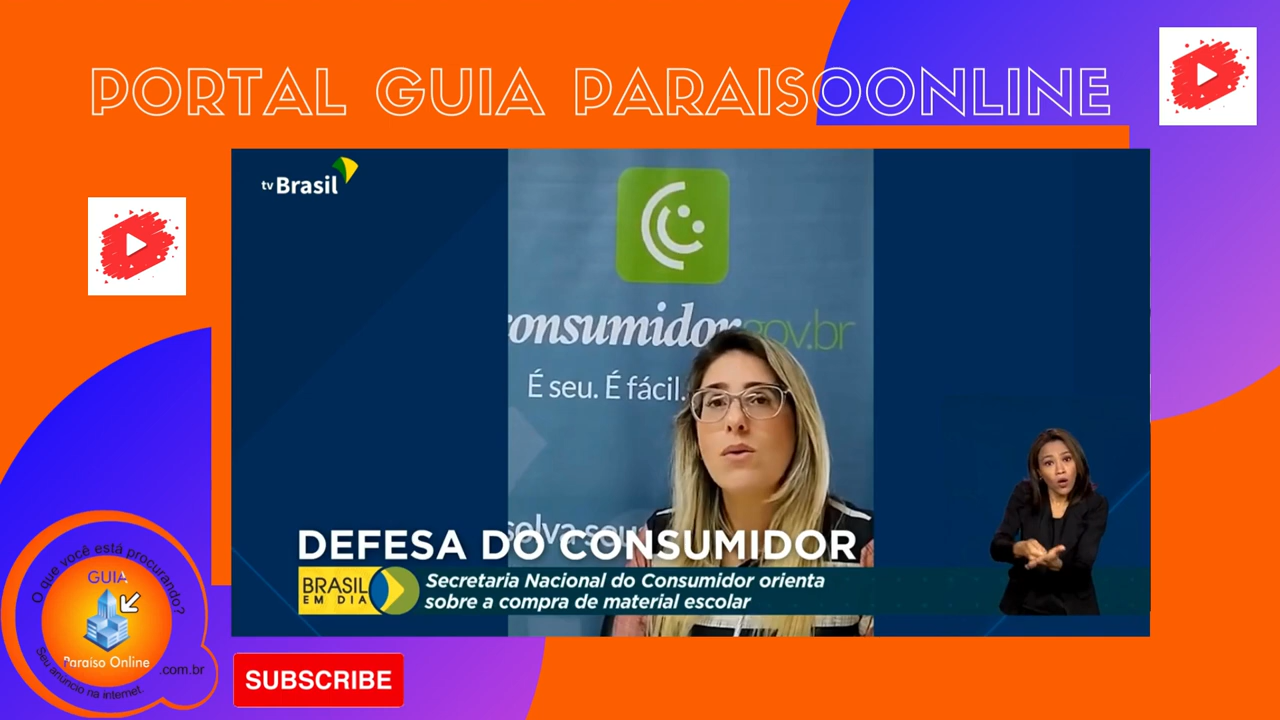 PORTAL GUIA PARAISOONLINE
tv Brasil
consumidor.gov.br
É seu. É fácil.
solva seu
DEFESA DO CONSUMIDOR
BRASIL
EM DIA
Secretaria Nacional do Consumidor orienta
sobre a compra de material escolar
O que você está procurando?
GUIA
Paraiso Online
.com.br
Seu anúncio na internet.
SUBSCRIBE